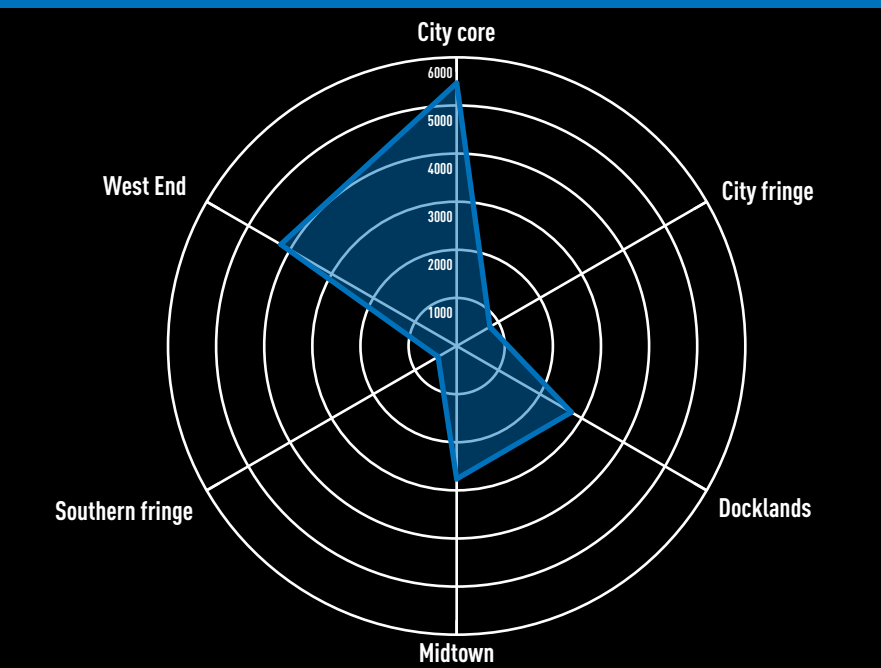 City core
6000
5000
4000
3000
2000
1000
West End
City fringe
Southern fringe
Docklands
Midtown